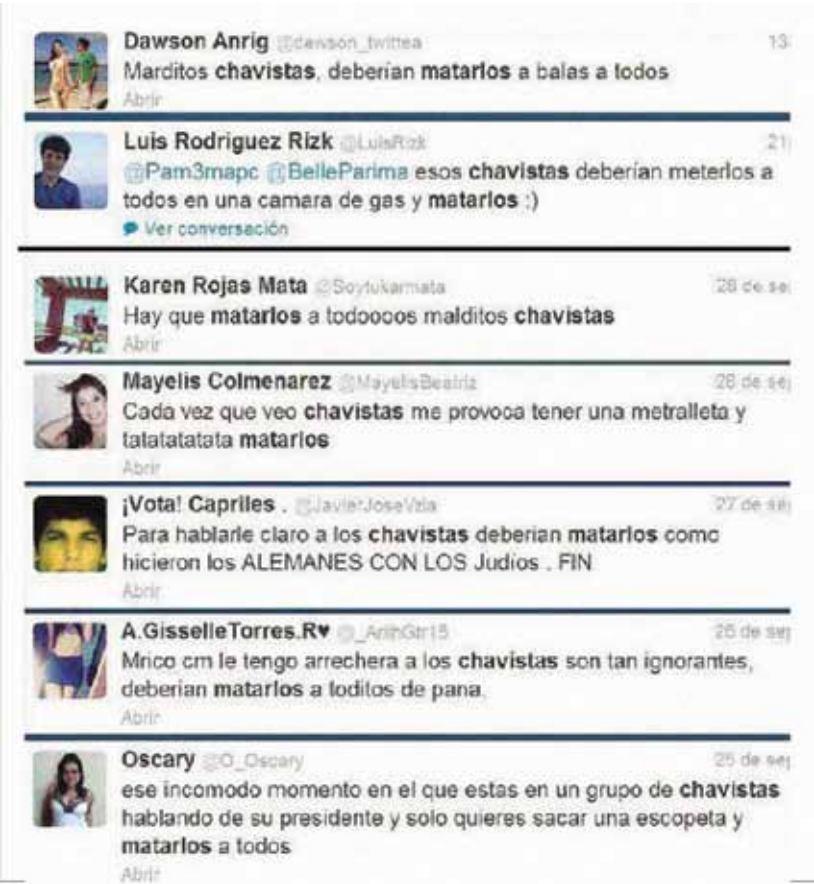 Dawson Anrig @dawson_twittea 13
Marditos chavistas, deberían matarlos a balas a todos
Abrir
Luis Rodriguez Rizk @LuisRizk 21
@Pam3mapc @BelleParima esos chavistas deberían meterlos a
todos en una camara de gas y matarlos :)
Ver conversación
Karen Rojas Mata @Soytukarmata 28 de se
Hay que matarlos a todoooos malditos chavistas
Abrir
Mayelis Colmenarez @MayelisBeatriz 28 de se
Cada vez que veo chavistas me provoca tener una metralleta y
tatatatatata matarlos
Abrir
¡Vota! Capriles . @JavierJoseVzla 27 de se
Para hablarle claro a los chavistas deberian matarlos como
hicieron los ALEMANES CON LOS Judios . FIN
Abrir
A.GisselleTorres.R♥ 26 de sep
Mrico cm le tengo arrechera a los chavistas son tan ignorantes,
deberian matarlos a toditos de pana.
Abrir
Oscary @O_Oscary 25 de sep
ese incomodo momento en el que estas en un grupo de chavistas
hablando de su presidente y solo quieres sacar una escopeta y
matarlos a todos
Abrir